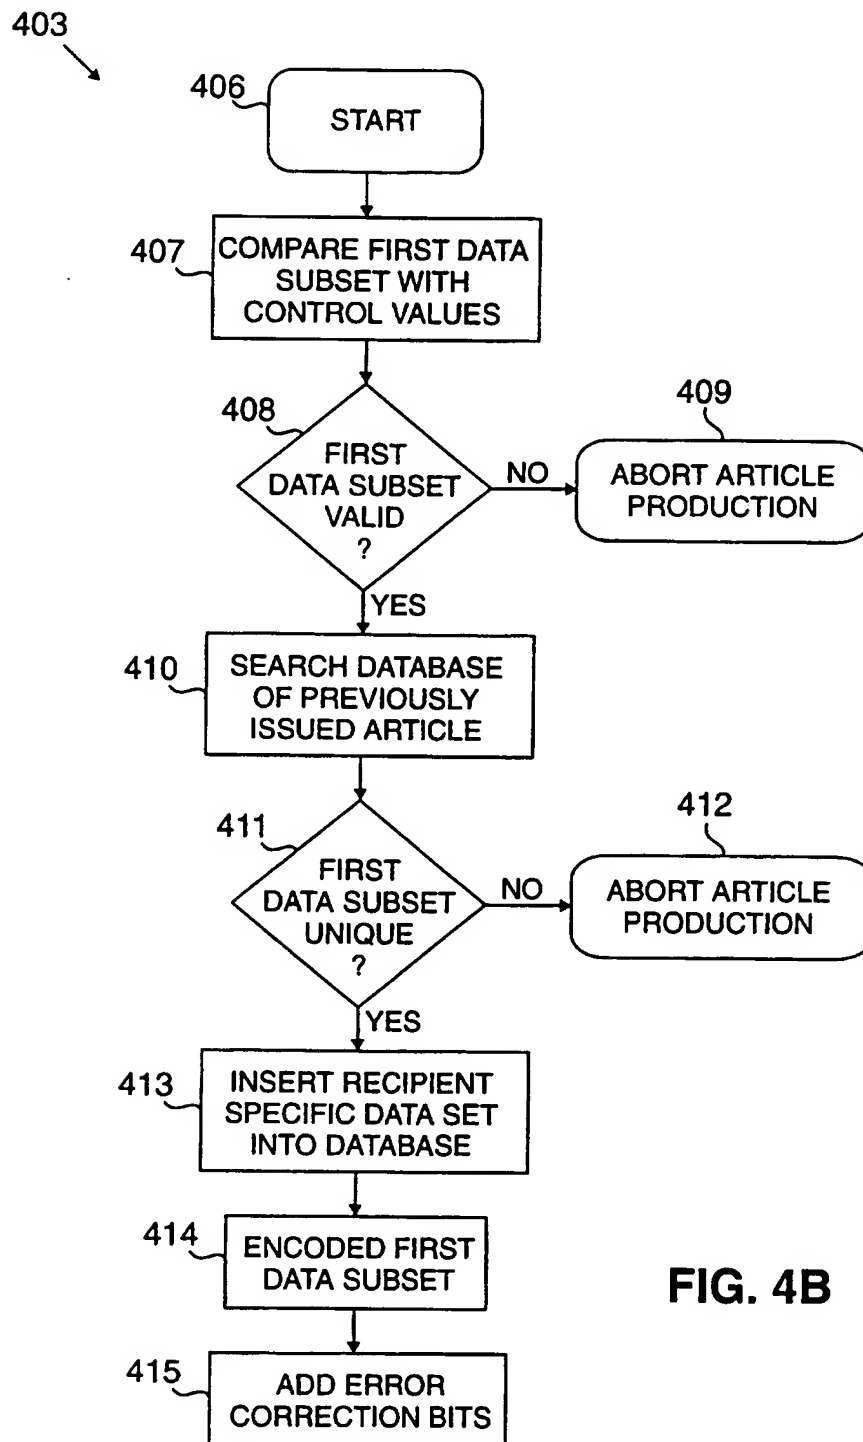 403
406
START
407
COMPARE FIRST DATA
SUBSET WITH
CONTROL VALUES
408
FIRST
DATA SUBSET
VALID
?
NO
409
ABORT ARTICLE
PRODUCTION
YES
410
SEARCH DATABASE
OF PREVIOUSLY
ISSUED ARTICLE
411
FIRST
DATA SUBSET
UNIQUE
?
NO
412
ABORT ARTICLE
PRODUCTION
YES
413
INSERT RECIPIENT
SPECIFIC DATA SET
INTO DATABASE
414
ENCODED FIRST
DATA SUBSET
FIG. 4B
415
ADD ERROR
CORRECTION BITS